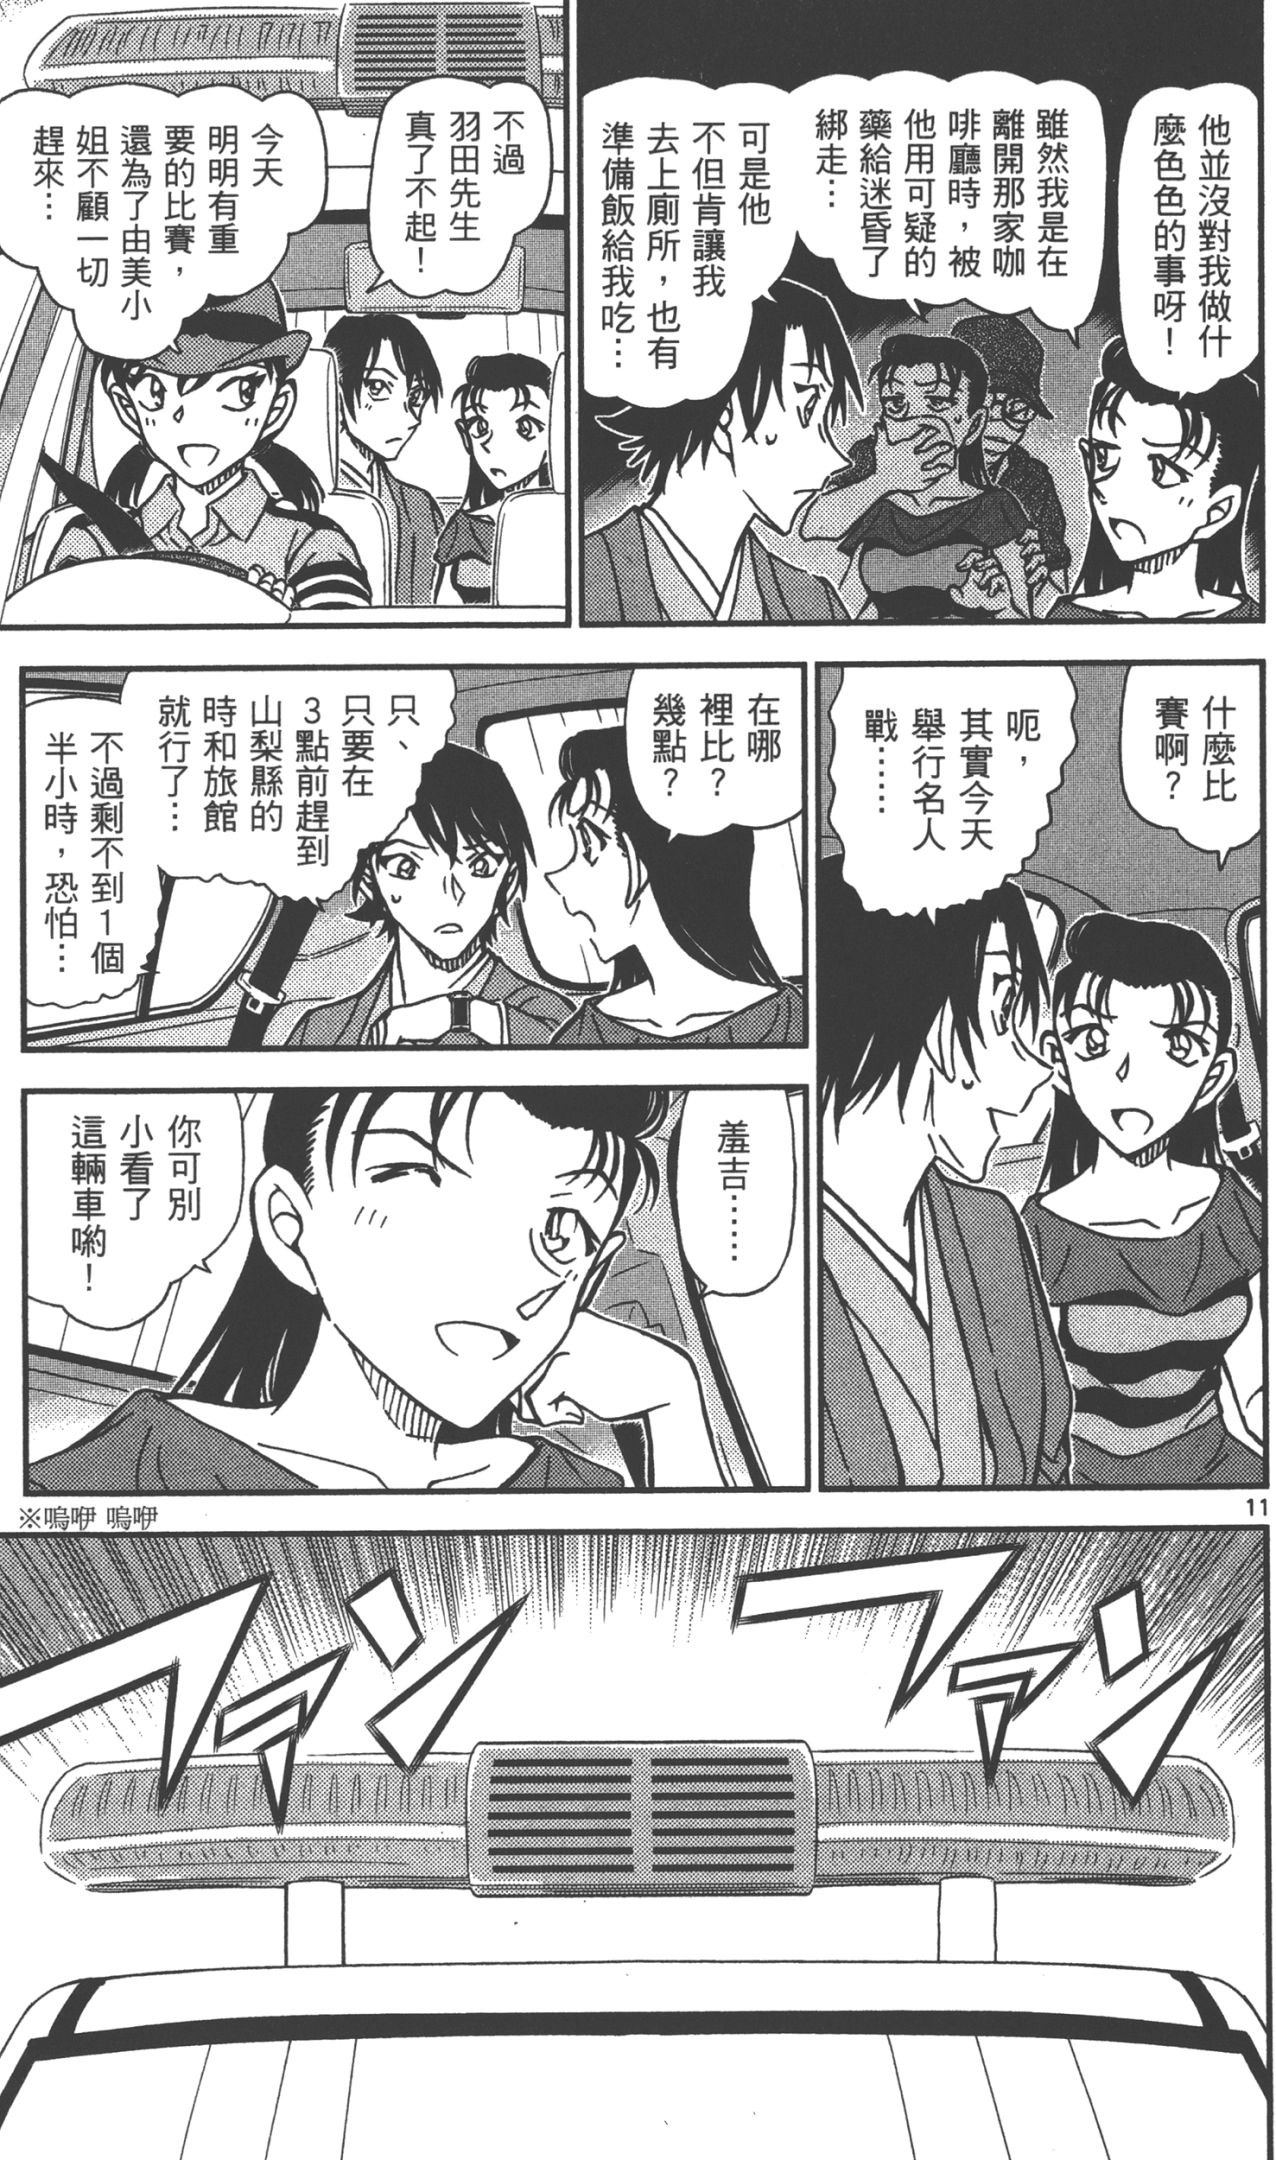 他並沒對我做什
麼色色的事呀！
雖然我是在
離開那家咖
啡廳時，被
他用可疑的
藥給迷昏了
綁走…
可是他
不但肯讓我
去上廁所，也有
準備飯給我吃…
不過
羽田先生
真了不起！
今天
明明有重
要的比賽，
還為了由美小
姐不顧一切
趕來…
什麼比
賽啊？
呃，
其實今天
舉行名人
戰……
在哪
裡比？
幾點？
只、
只要在
3點前趕到
山梨縣的
時和旅館
就行了…
不過剩不到1個
半小時，恐怕…
羞吉……
你可別
小看了
這輛車喲！
11
※嗚咿 嗚咿
ファン
ファン